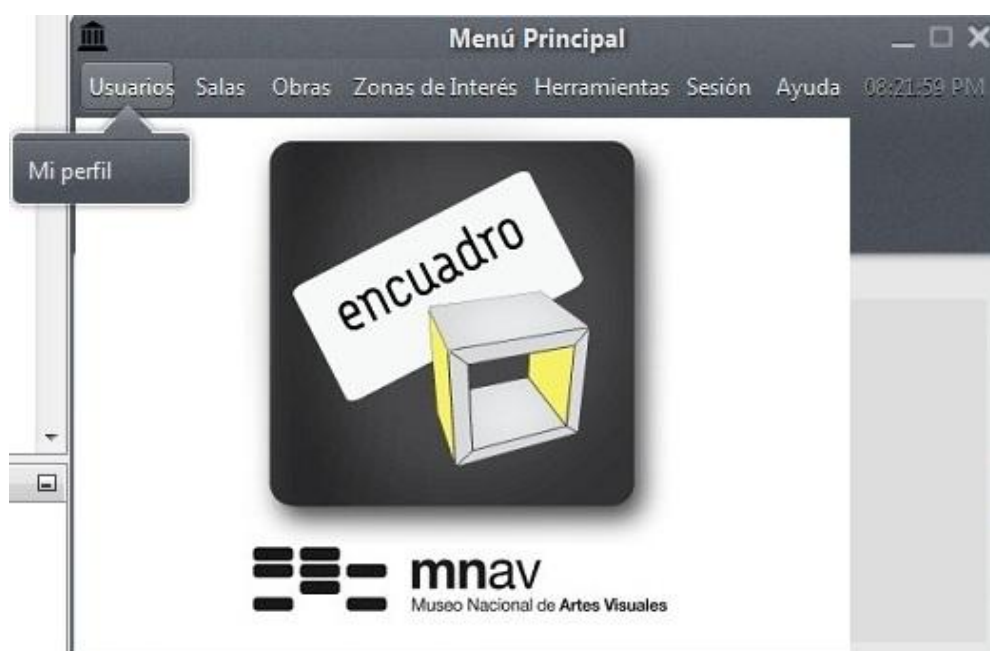 Menú Principal
Usuarios Salas Obras Zonas de Interés Herramientas Sesión Ayuda 08:21:59 PM
Mi perfil
encuadro
mnav
Museo Nacional de Artes Visuales